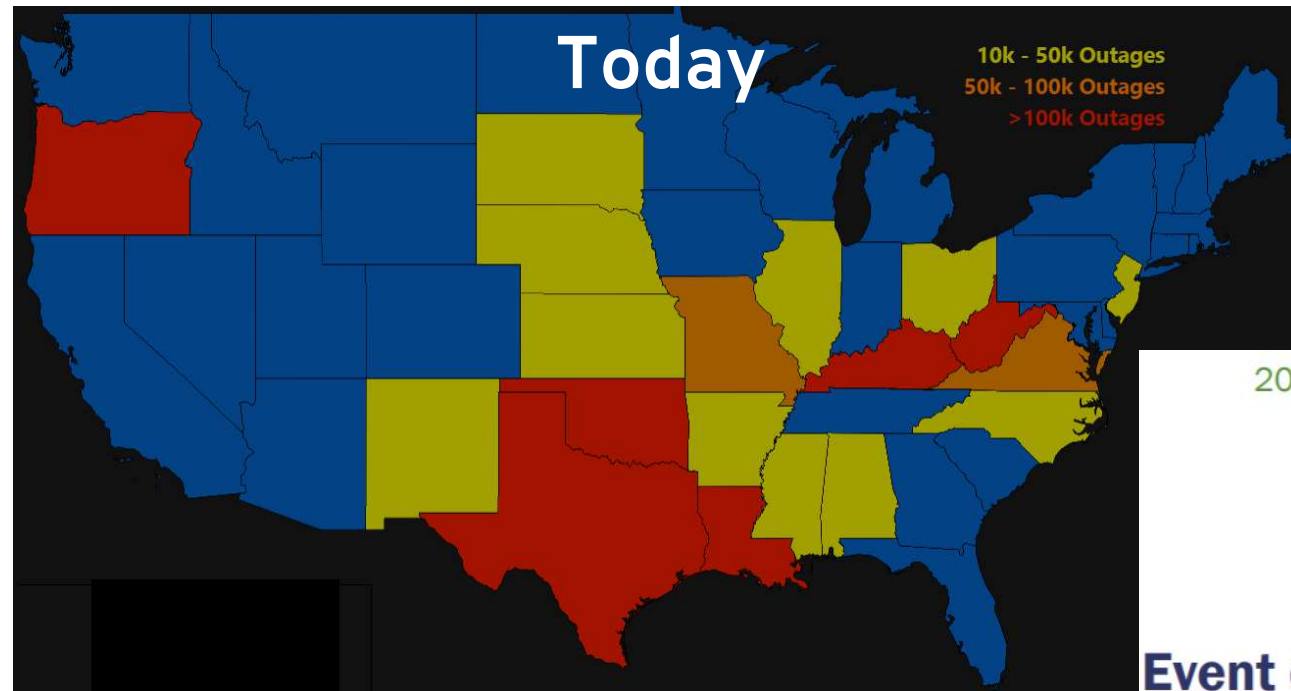 Today
10k - 50k Outages
50k - 100k Outages
>100k Outages
20
Event